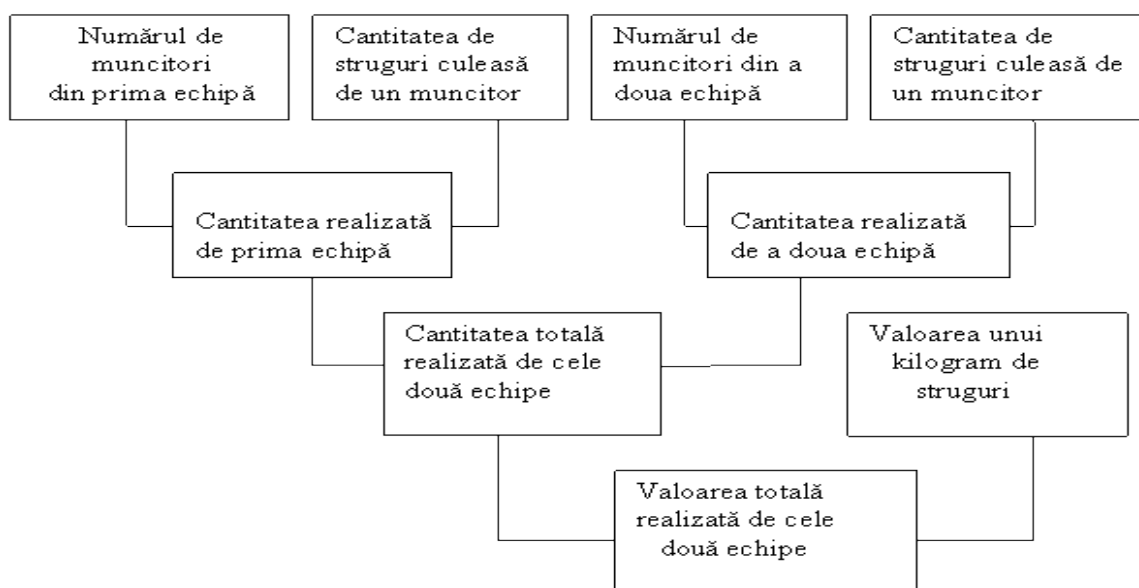 Numărul de
muncitori
din prima echipă
Cantitatea de
struguri culeasă
de un muncitor
Numărul de
muncitori din a
doua echipă
Cantitatea de
struguri culeasă de
un muncitor
Cantitatea realizată
de prima echipă
Cantitatea realizată
de a doua echipă
Cantitatea totală
realizată de cele
două echipe
Valoarea unui
kilogram de
struguri
Valoarea totală
realizată de cele
două echipe